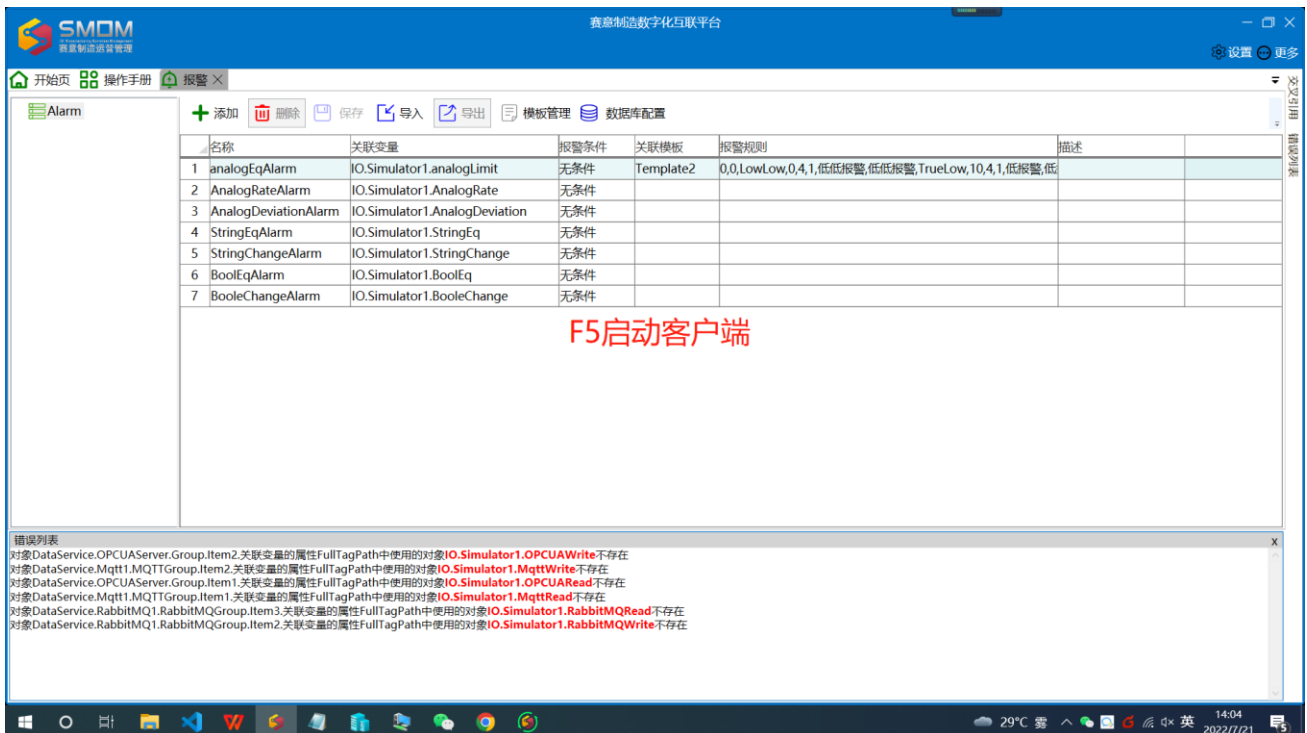 赛意制造数字化互联平台
SMOM
赛意制造运营管理
设置 更多
开始页 操作手册 报警
交叉引用
错误列表
Alarm
添加 删除 保存 导入 导出 模板管理 数据库配置
名称 关联变量 报警条件 关联模板 报警规则 描述
1 analogEqAlarm IO.Simulator1.analogLimit 无条件 Template2 0,0,LowLow,0,4,1,低低报警,低低报警,TrueLow,10,4,1,低报警,低
2 AnalogRateAlarm IO.Simulator1.AnalogRate 无条件
3 AnalogDeviationAlarm IO.Simulator1.AnalogDeviation 无条件
4 StringEqAlarm IO.Simulator1.StringEq 无条件
5 StringChangeAlarm IO.Simulator1.StringChange 无条件
6 BoolEqAlarm IO.Simulator1.BoolEq 无条件
7 BooleChangeAlarm IO.Simulator1.BooleChange 无条件
F5启动客户端
错误列表 x
对象DataService.OPCUAServer.Group.Item2.关联变量的属性FullTagPath中使用的对象IO.Simulator1.OPCUAWrite不存在
对象DataService.Mqtt1.MQTTGroup.Item2.关联变量的属性FullTagPath中使用的对象IO.Simulator1.MqttWrite不存在
对象DataService.OPCUAServer.Group.Item1.关联变量的属性FullTagPath中使用的对象IO.Simulator1.OPCUARead不存在
对象DataService.Mqtt1.MQTTGroup.Item1.关联变量的属性FullTagPath中使用的对象IO.Simulator1.MqttRead不存在
对象DataService.RabbitMQ1.RabbitMQGroup.Item3.关联变量的属性FullTagPath中使用的对象IO.Simulator1.RabbitMQRead不存在
对象DataService.RabbitMQ1.RabbitMQGroup.Item2.关联变量的属性FullTagPath中使用的对象IO.Simulator1.RabbitMQWrite不存在
29°C 雾 英 14:04
2022/7/21